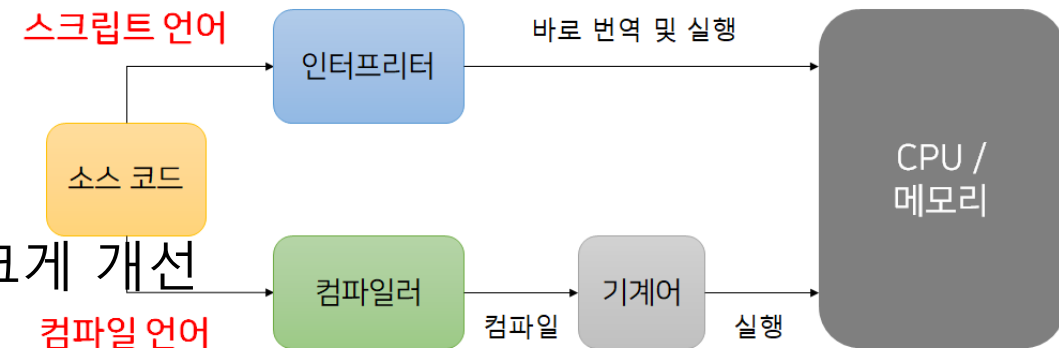 스크립트 언어
인터프리터
바로 번역 및 실행
소스 코드
CPU /
메모리
크게 개선
컴파일러
컴파일
기계어
실행
컴파일 언어